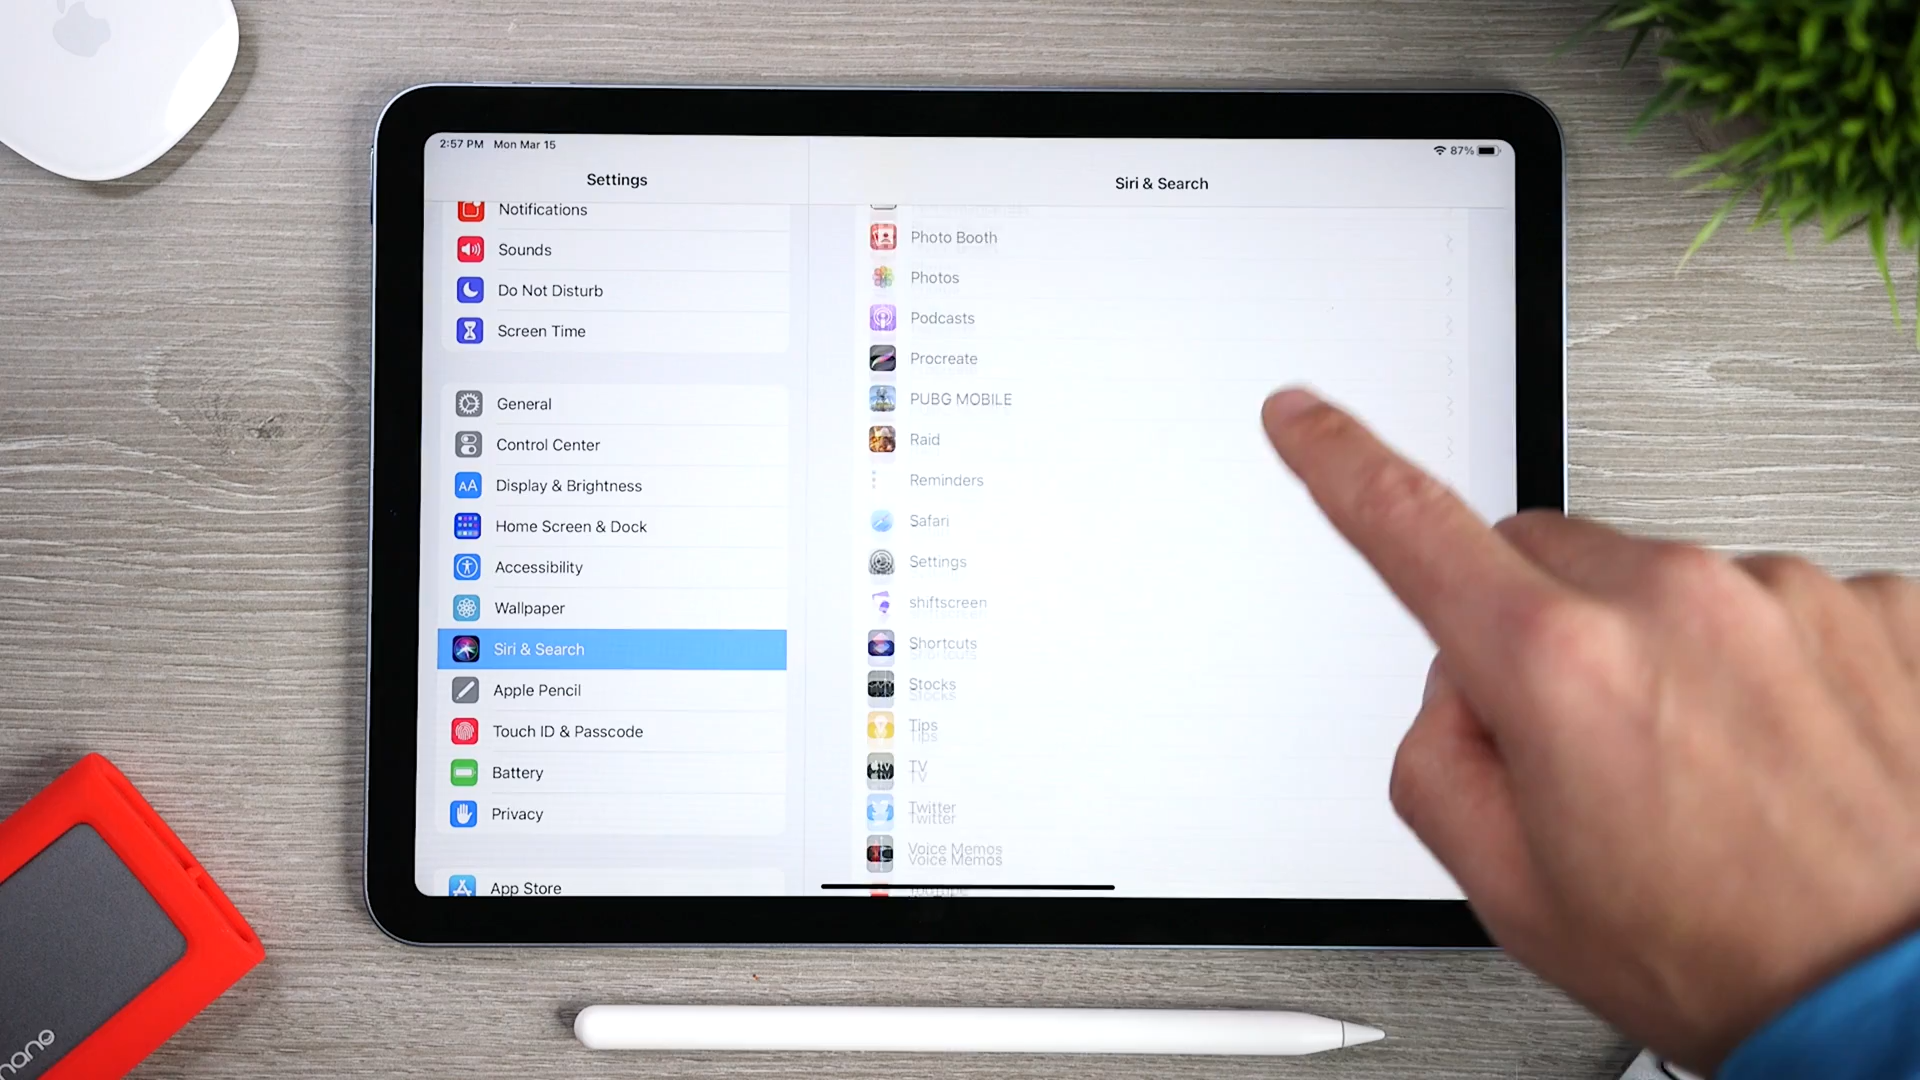 2:57 PM Mon Mar 15
87%
Settings
Notifications
Sounds
Do Not Disturb
Screen Time
General
Control Center
AA Display & Brightness
Home Screen & Dock
Accessibility
Wallpaper
Siri & Search
Apple Pencil
Touch ID & Passcode
Battery
Privacy
App Store
Siri & Search
Photo Booth
Photos
Podcasts
Procreate
PUBG MOBILE
Raid
Reminders
Safari
Settings
shiftscreen
Shortcuts
Stocks
Tips
TV
Twitter
Voice Memos
YouTube
nano